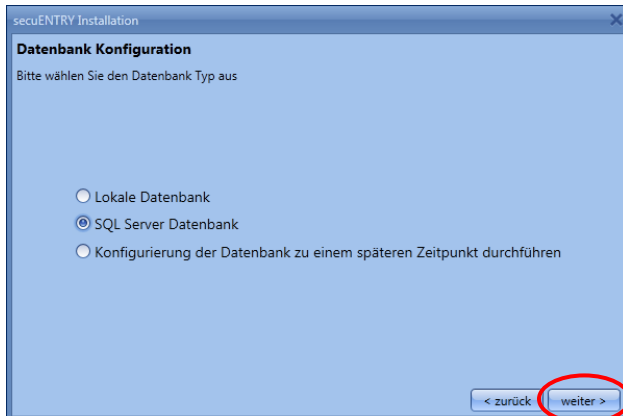 secuENTRY Installation
Datenbank Konfiguration
Bitte wählen Sie den Datenbank Typ aus
Lokale Datenbank
SQL Server Datenbank
Konfigurierung der Datenbank zu einem späteren Zeitpunkt durchführen
< zurück weiter >